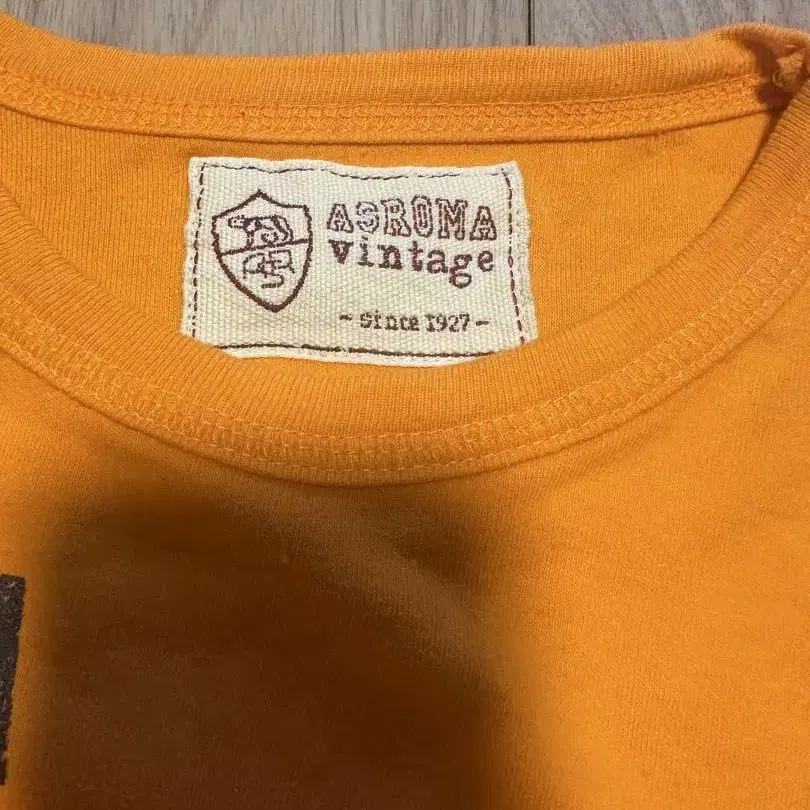 ASROMA
vintage
- since 1927 -